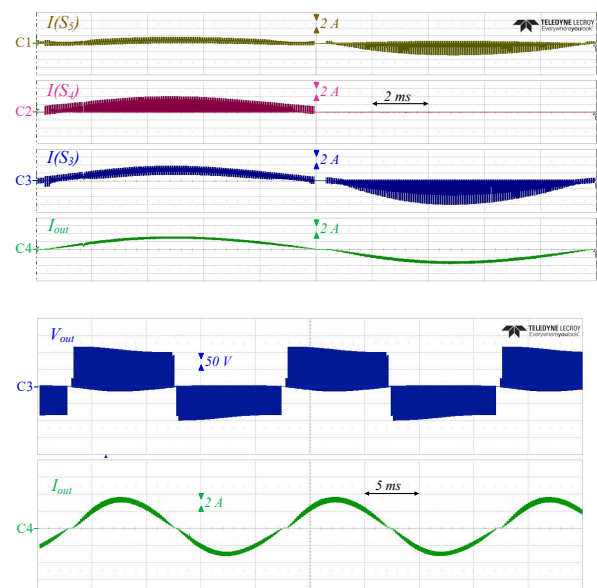 I(S5)
C1
2 A
TELEDYNE LECROY
Everywhereyoulook
I(S4)
C2
2 A
2 ms
I(S3)
C3
2 A
Iout
C4
2 A
Vout
C3
50 V
TELEDYNE LECROY
Everywhereyoulook
Iout
C4
2 A
5 ms